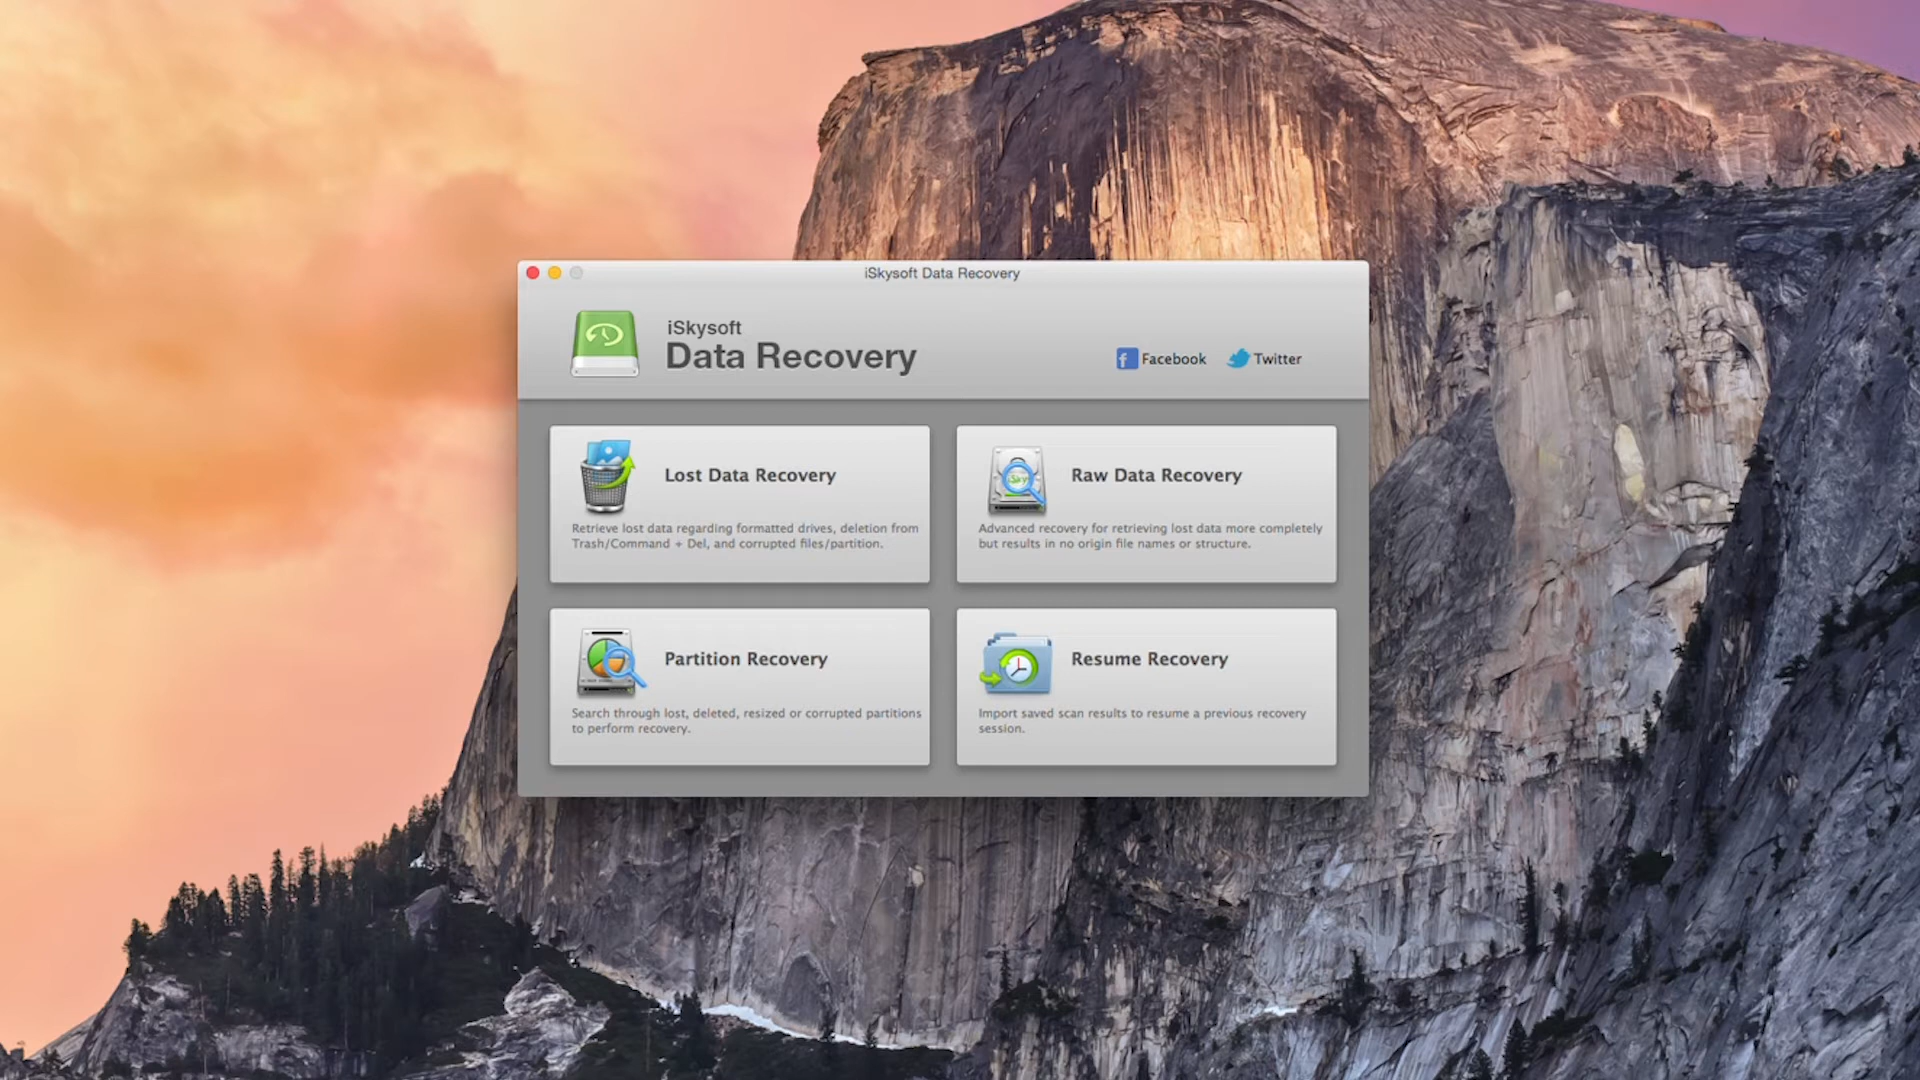 iSkysoft Data Recovery
iSkysoft
Data Recovery
Facebook
Twitter
Lost Data Recovery
Retrieve lost data regarding formatted drives, deletion from
Trash/Command + Del, and corrupted files/partition.
Raw Data Recovery
Advanced recovery for retrieving lost data more completely
but results in no origin file names or structure.
Partition Recovery
Search through lost, deleted, resized or corrupted partitions
to perform recovery.
Resume Recovery
Import saved scan results to resume a previous recovery
session.